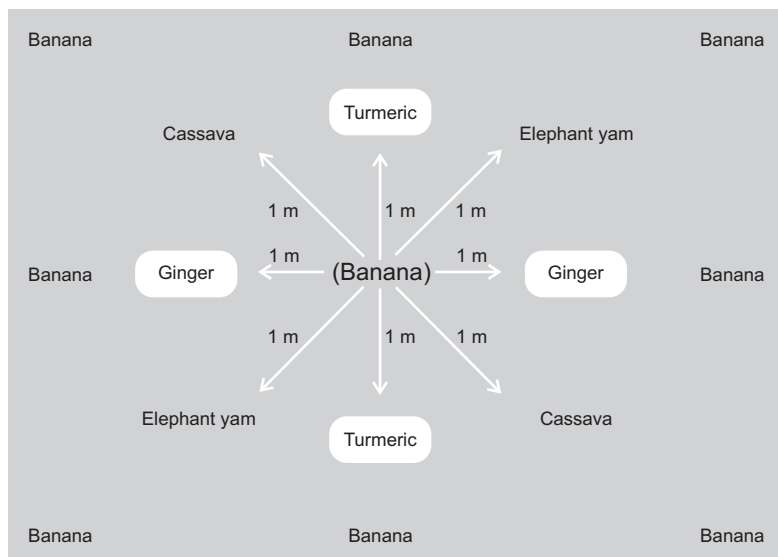 Banana Banana Banana
Turmeric
Cassava Elephant yam
1 m 1 m 1 m
Banana Ginger 1 m (Banana) 1 m Ginger Banana
1 m 1 m 1 m
Elephant yam Cassava
Turmeric
Banana Banana Banana